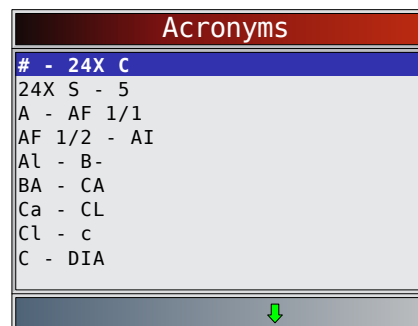 Acronyms
# - 24X C
24X S - 5
A - AF 1/1
AF 1/2 - AI
Al - B-
BA - CA
Ca - CL
Cl - c
C - DIA